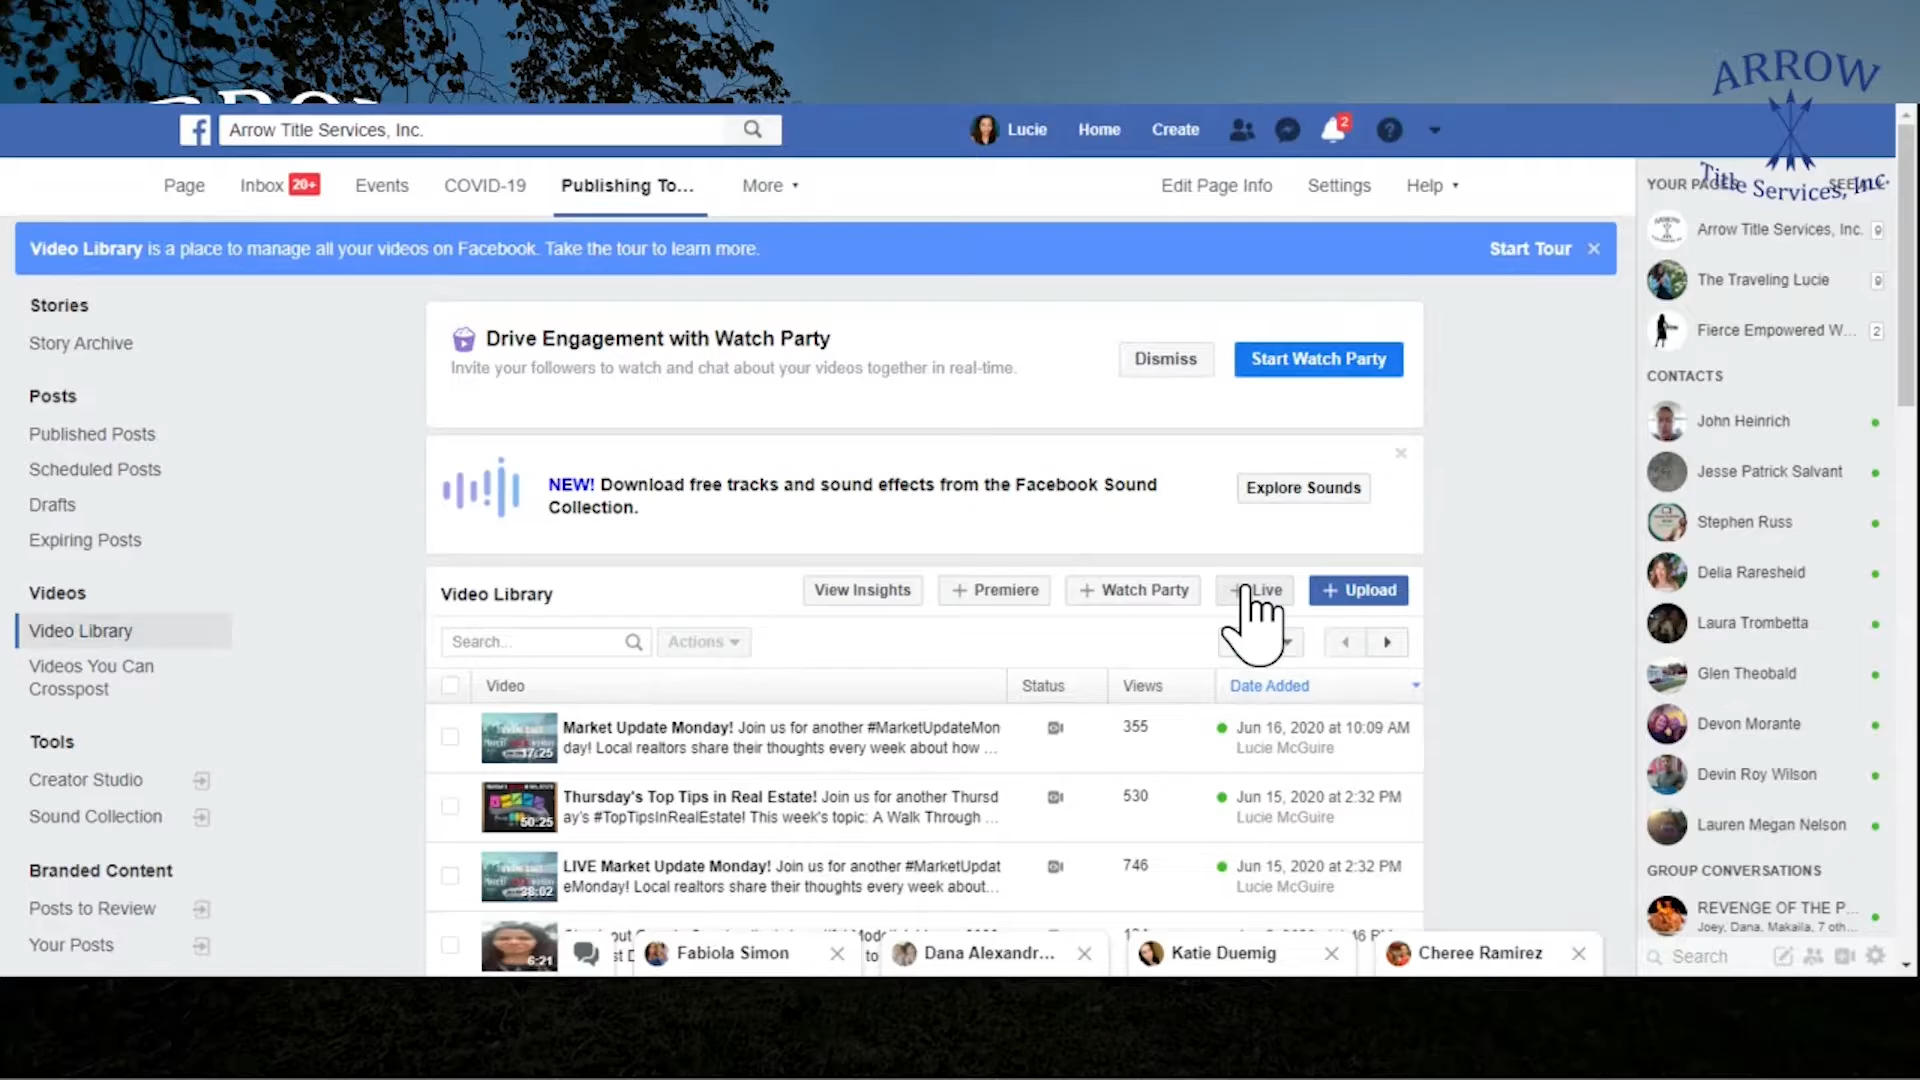 ARROW
Title Services, Inc.
Arrow Title Services, Inc.
Lucie
Home
Create
2
Page
Inbox 20+
Events
COVID-19
Publishing To...
More
Edit Page Info
Settings
Help
Video Library is a place to manage all your videos on Facebook. Take the tour to learn more.
Start Tour
Stories
Story Archive
Posts
Published Posts
Scheduled Posts
Drafts
Expiring Posts
Videos
Video Library
Videos You Can
Crosspost
Tools
Creator Studio
Sound Collection
Branded Content
Posts to Review
Your Posts
Drive Engagement with Watch Party
Invite your followers to watch and chat about your videos together in real-time.
Dismiss
Start Watch Party
NEW! Download free tracks and sound effects from the Facebook Sound
Collection.
Explore Sounds
Video Library
View Insights
+ Premiere
+ Watch Party
+ Live
+ Upload
Search...
Actions
Video
Status
Views
Date Added
17:25
Market Update Monday! Join us for another #MarketUpdateMon
day! Local realtors share their thoughts every week about how ...
355
Jun 16, 2020 at 10:09 AM
Lucie McGuire
50:25
Thursday's Top Tips in Real Estate! Join us for another Thursd
ay's #TopTipsInRealEstate! This week's topic: A Walk Through ...
530
Jun 15, 2020 at 2:32 PM
Lucie McGuire
28:02
LIVE Market Update Monday! Join us for another #MarketUpdat
eMonday! Local realtors share their thoughts every week about...
746
Jun 15, 2020 at 2:32 PM
Lucie McGuire
6:21
Fabiola Simon
Dana Alexandr...
Katie Duemig
Cheree Ramirez
YOUR PAGES
SEE ALL
Arrow Title Services, Inc.
9
The Traveling Lucie
9
Fierce Empowered W...
2
CONTACTS
John Heinrich
Jesse Patrick Salvant
Stephen Russ
Delia Raresheid
Laura Trombetta
Glen Theobald
Devon Morante
Devin Roy Wilson
Lauren Megan Nelson
GROUP CONVERSATIONS
REVENGE OF THE P...
Joey, Dana, Makaila, 7 oth...
Search